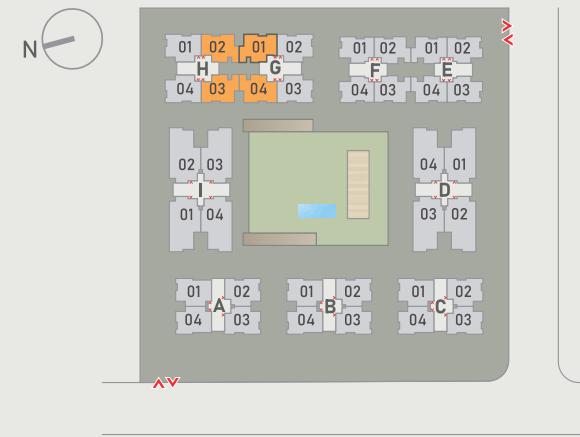 N
01 02 01 02
H G
04 03 04 03
01 02 01 02
F E
04 03 04 03
02 03
I
01 04
04 01
D
03 02
01 02
A
04 03
01 02
B
04 03
01 02
C
04 03